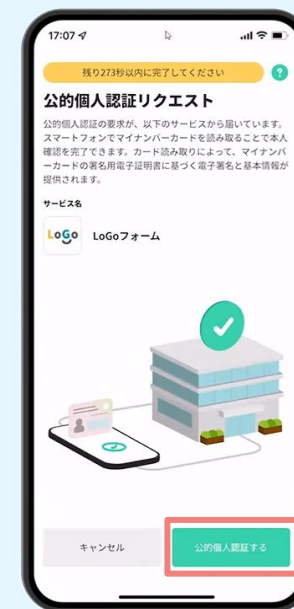 17:07
残り273秒以内に完了してください
?
公的個人認証リクエスト
公的個人認証の要求が、以下のサービスから届いています。
スマートフォンでマイナンバーカードを読み取ることで本人
確認を完了できます。カード読み取りによって、マイナンバ
ーカードの署名用電子証明書に基づく電子署名と基本情報が
提供されます。
サービス名
LoGo
LoGoフォーム
キャンセル
公的個人認証する